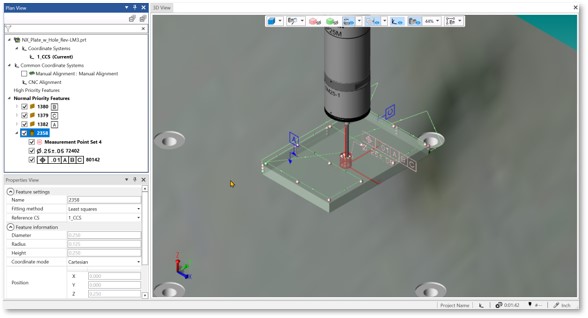 Plan View
3D View
44%
NX_Plate_w_Hole_Rev-LM3.prt
Coordinate Systems
1_CCS (Current)
Common Coordinate Systems
Manual Alignment : Manual Alignment
CNC Alignment
High Priority Features
Normal Priority Features
1380 B
1379 C
1382 A
2358
Measurement Point Set 4
Ø.25±.05 72402
.01 A B C 80142
Properties View
Feature settings
Name 2358
Fitting method Least squares
Reference CS 1_CCS
Feature information
Diameter 0.250
Radius 0.125
Height 0.250
Coordinate mode Cartesian
Position
X 0.000
Y 0.000
Z 0.250
Project Name 0:01:42 Inch